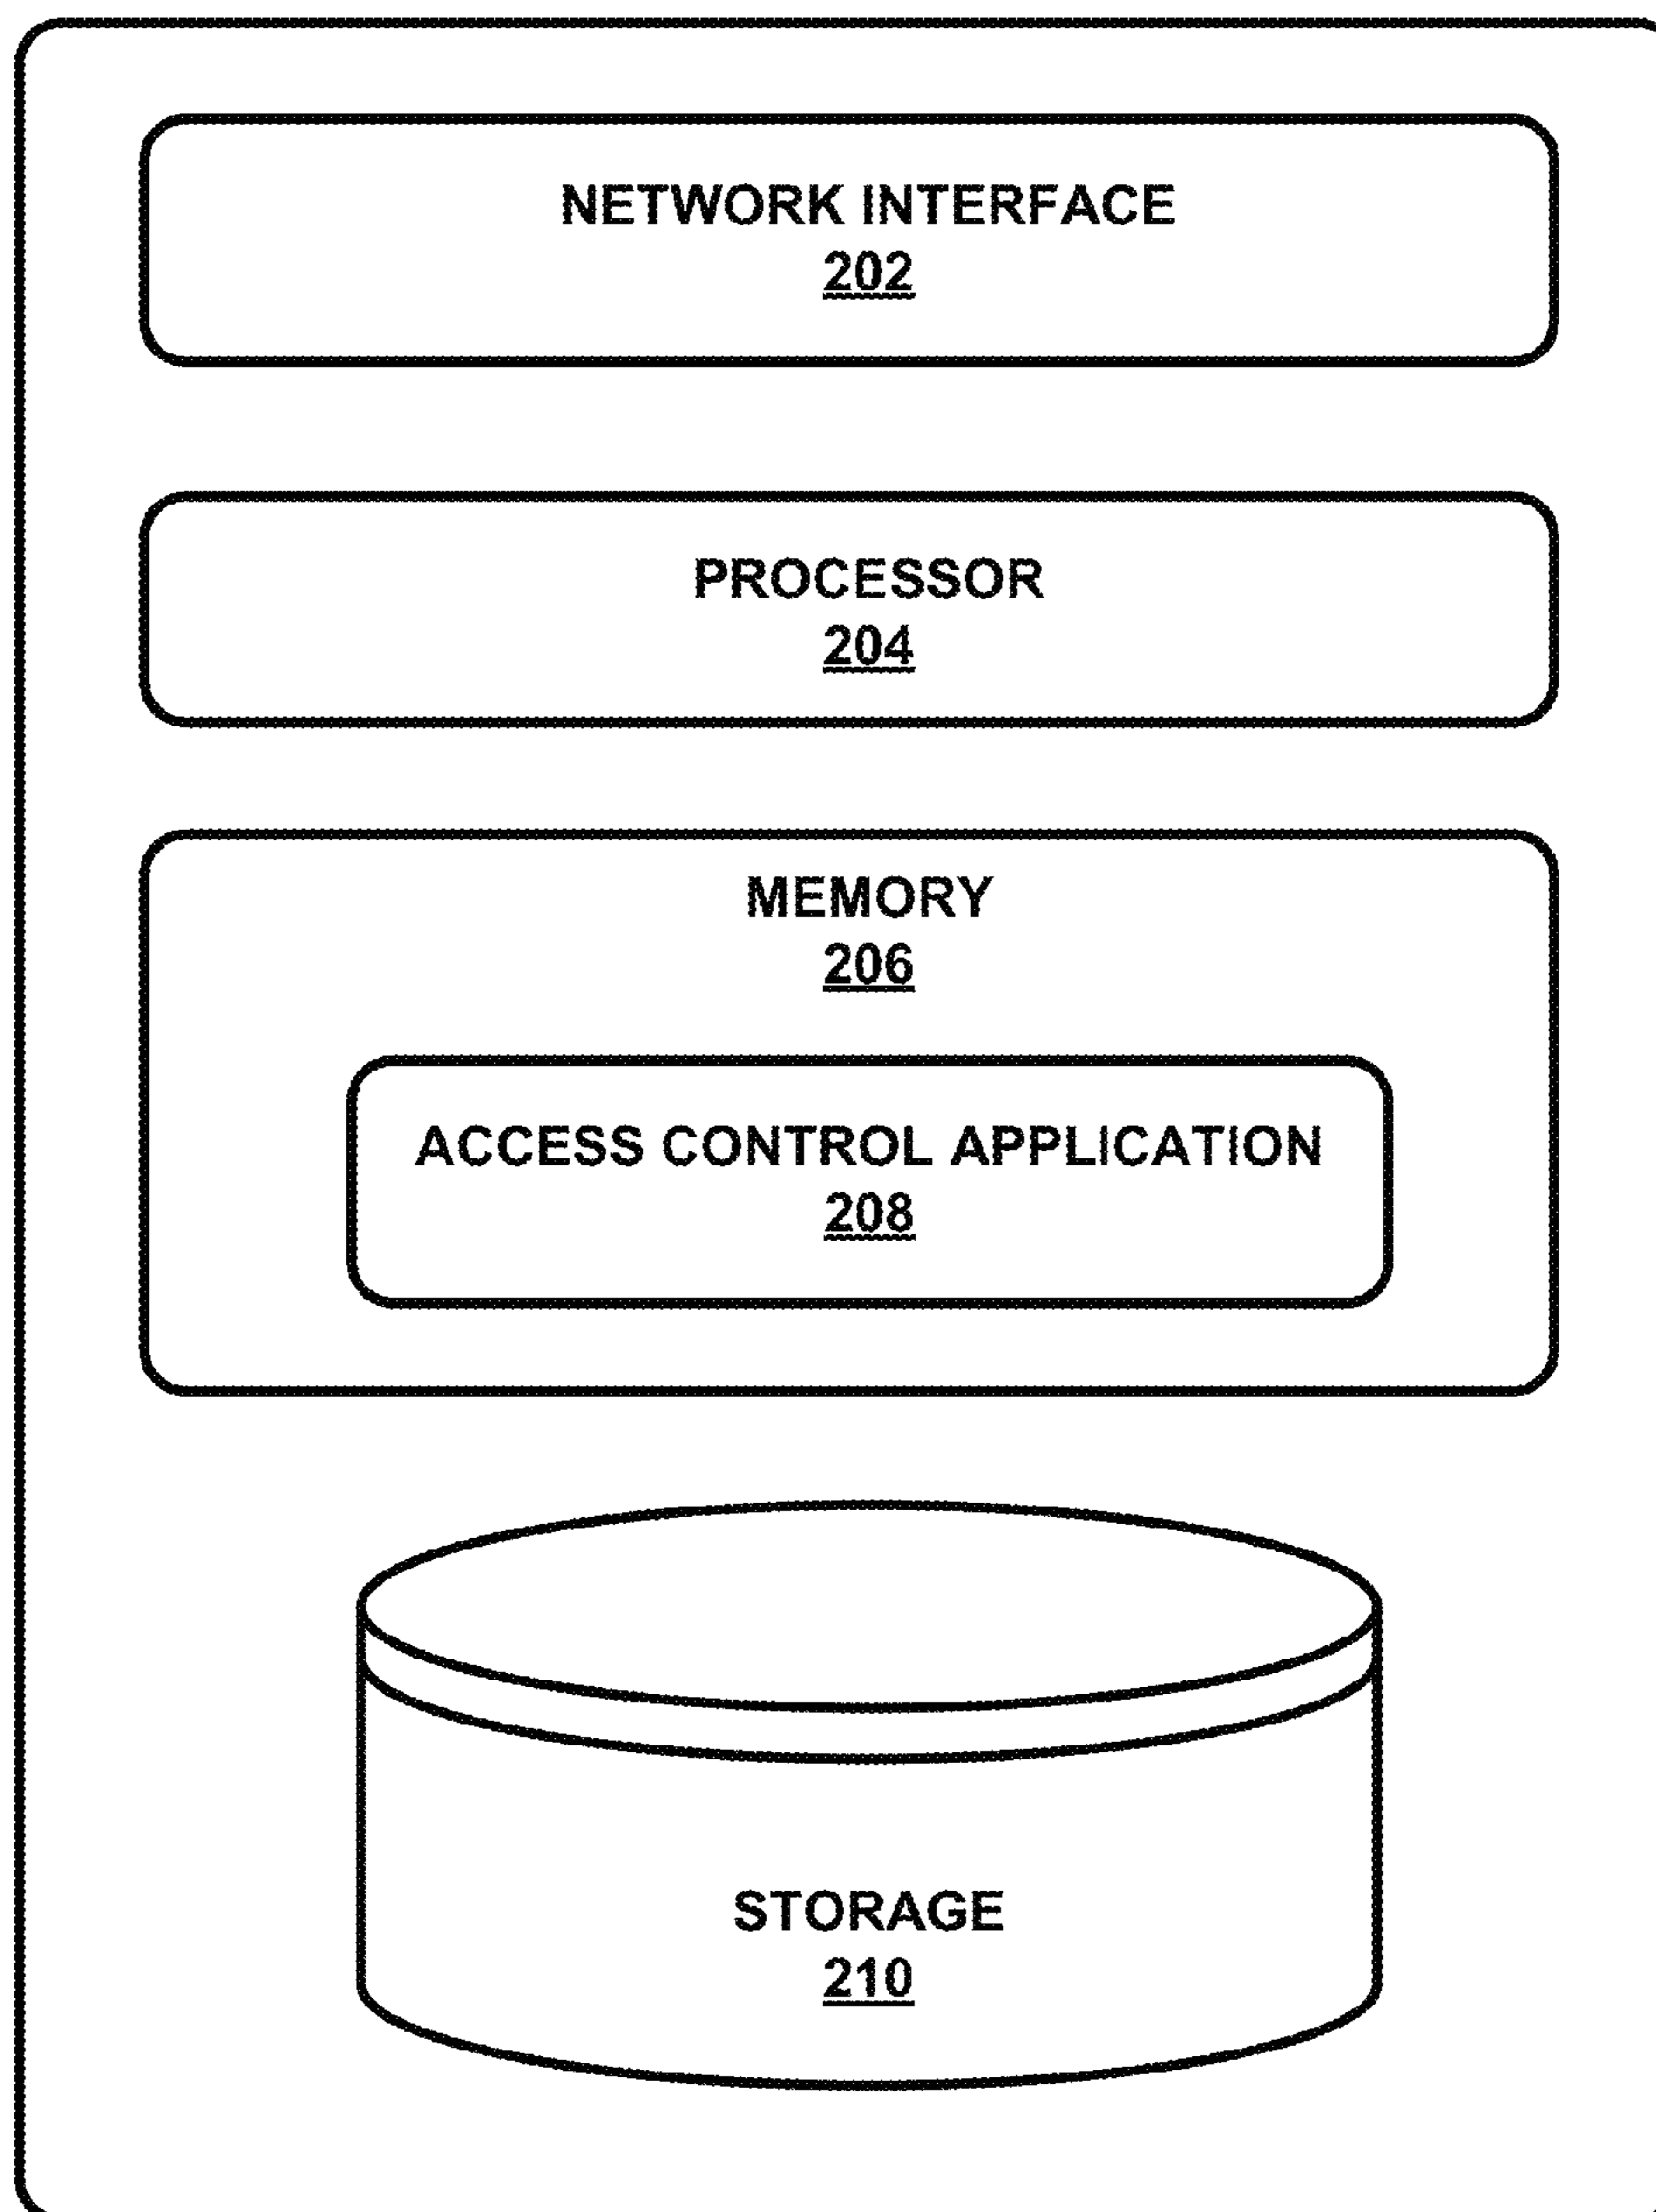 NETWORK INTERFACE
202
PROCESSOR
204
MEMORY
206
ACCESS CONTROL APPLICATION
208
STORAGE
210